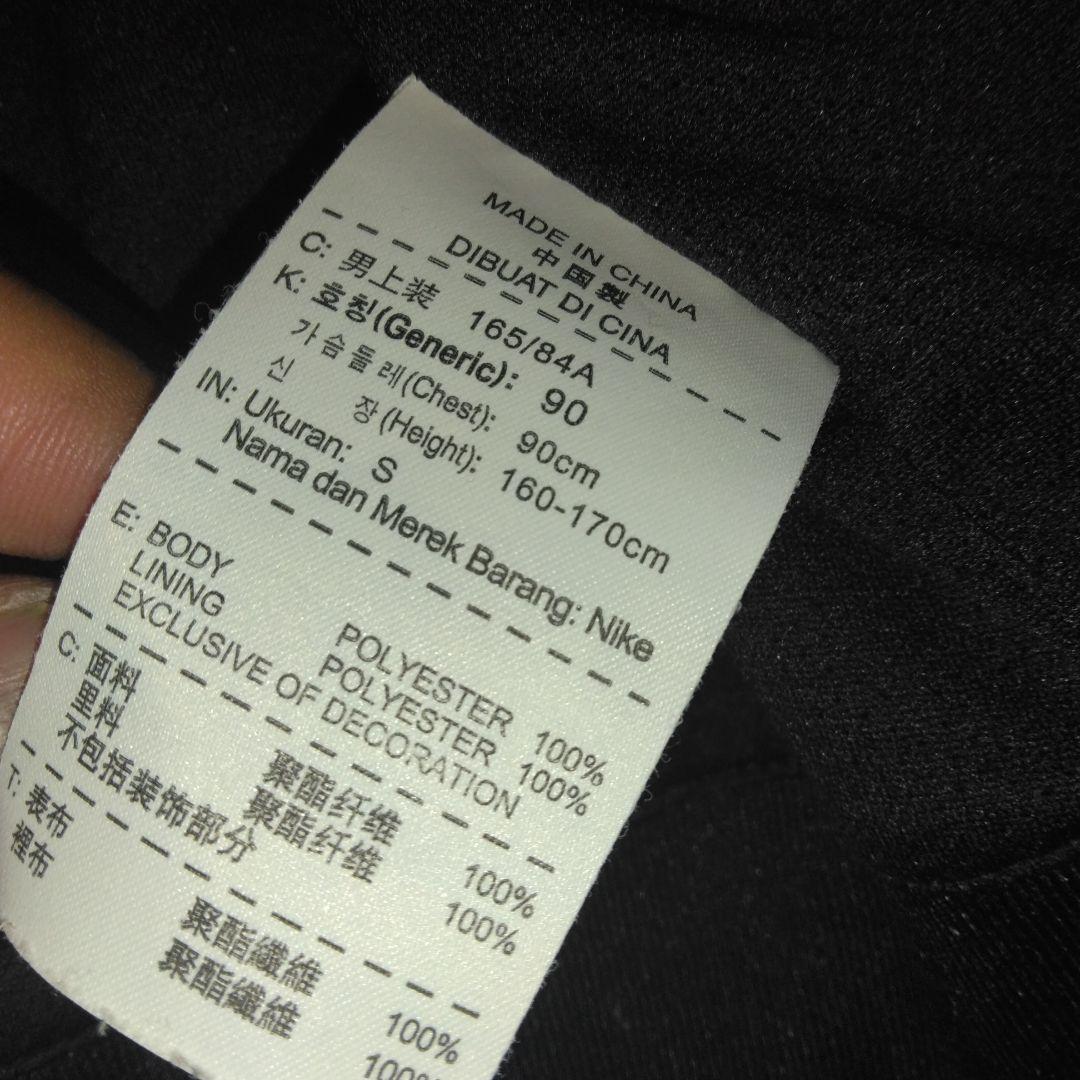 MADE IN CHINA
中国製
DIBUAT DI CINA
C: 男上装 165/84A
K: 호칭(Generic): 90
가슴둘레(Chest): 90cm
신 장(Height): 160-170cm
IN: Ukuran: S
Nama dan Merek Barang: Nike
E: BODY POLYESTER 100%
LINING POLYESTER 100%
EXCLUSIVE OF DECORATION
C: 面料 聚酯纤维 100%
里料 聚酯纤维 100%
不包括装饰部分
T: 表布 聚酯纖維 100%
裡布 聚酯纖維 100%